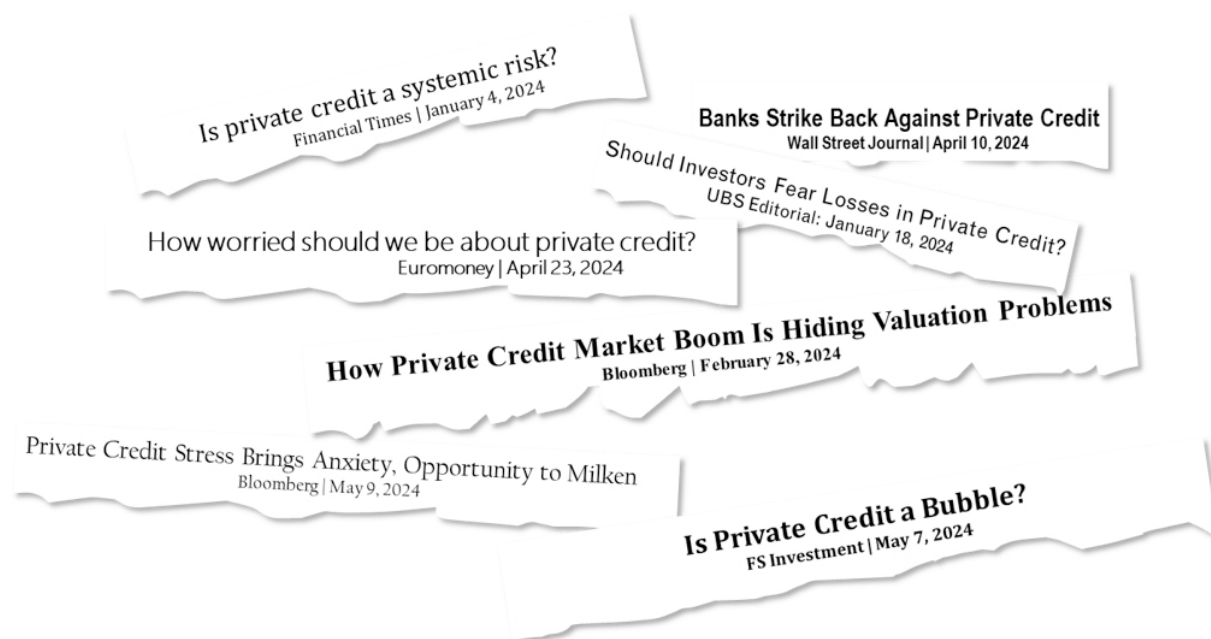 Is private credit a systemic risk?
Financial Times | January 4, 2024
Banks Strike Back Against Private Credit
Wall Street Journal | April 10, 2024
Should Investors Fear Losses in Private Credit?
UBS Editorial: January 18, 2024
How worried should we be about private credit?
Euromoney | April 23, 2024
How Private Credit Market Boom Is Hiding Valuation Problems
Bloomberg | February 28, 2024
Private Credit Stress Brings Anxiety, Opportunity to Milken
Bloomberg | May 9, 2024
Is Private Credit a Bubble?
FS Investment | May 7, 2024